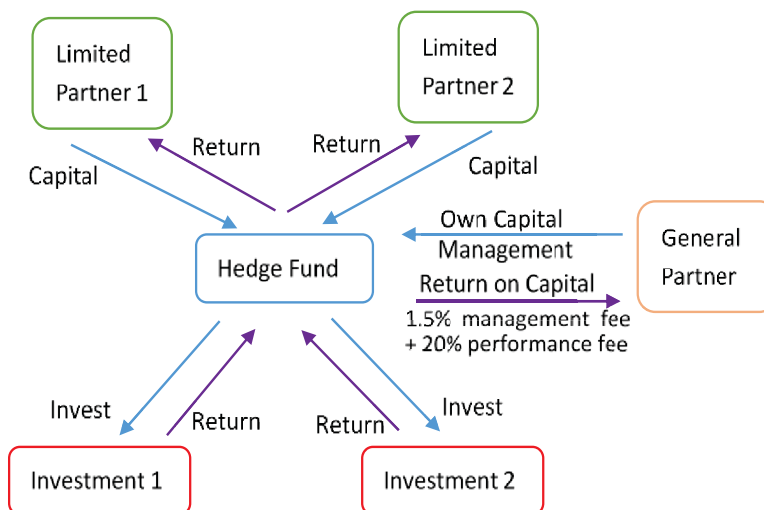 Limited
Partner 1
Limited
Partner 2
Return
Return
Capital
Capital
Own Capital
Management
General
Partner
Hedge Fund
Return on Capital
1.5% management fee
+ 20% performance fee
Invest
Return
Return
Invest
Investment 1
Investment 2